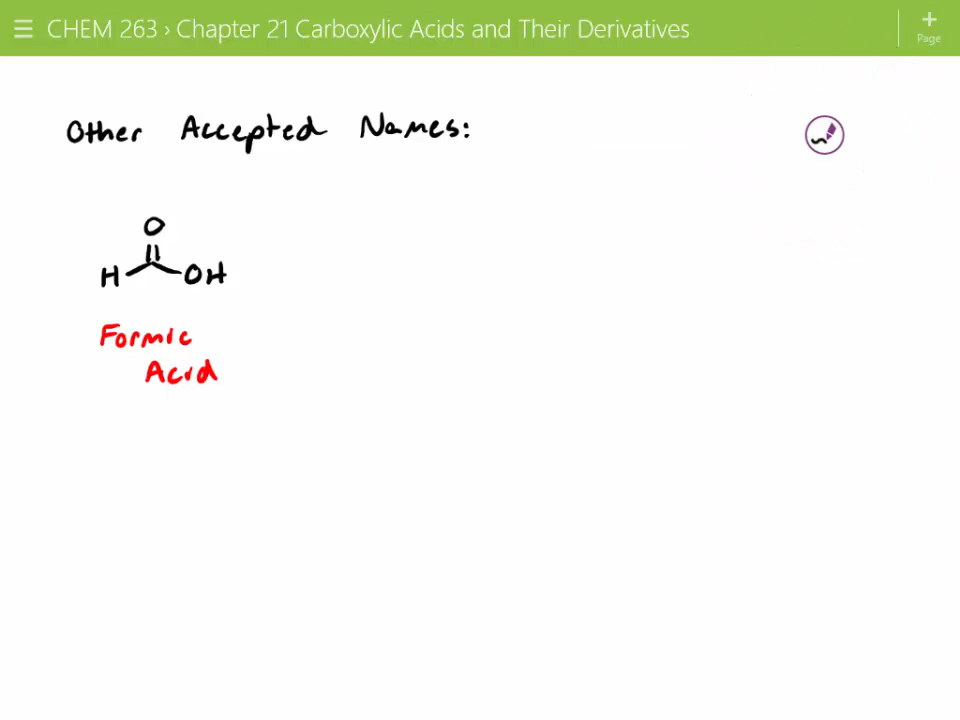 CHEM 263 › Chapter 21 Carboxylic Acids and Their Derivatives
Page
Other Accepted Names:
O
H OH
Formic
Acid